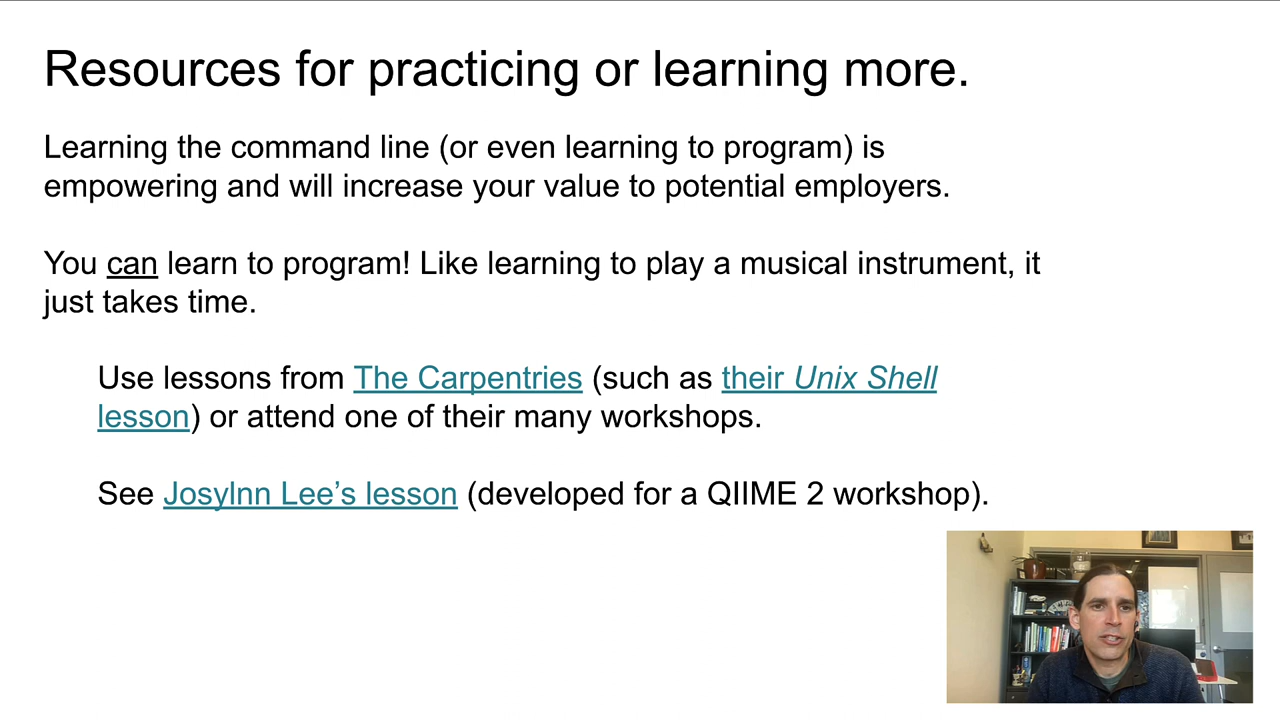 Resources for practicing or learning more.
Learning the command line (or even learning to program) is
empowering and will increase your value to potential employers.
You can learn to program! Like learning to play a musical instrument, it
just takes time.
Use lessons from The Carpentries (such as their Unix Shell
lesson) or attend one of their many workshops.
See Josylnn Lee’s lesson (developed for a QIIME 2 workshop).